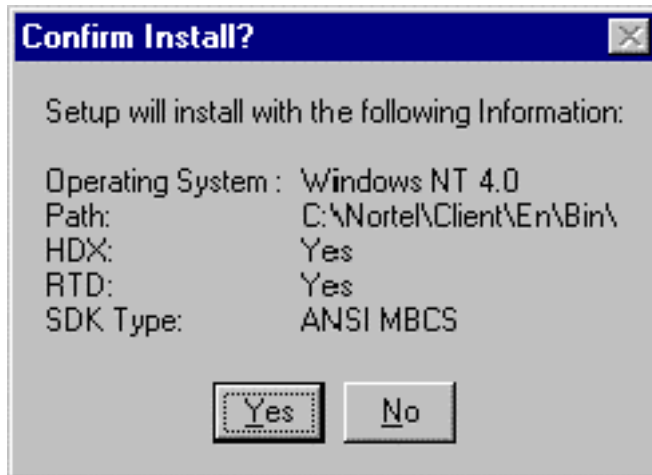 Confirm Install?
Setup will install with the following Information:
Operating System : Windows NT 4.0
Path: C:\Nortel\Client\En\Bin\
HDX: Yes
RTD: Yes
SDK Type: ANSI MBCS
Yes No